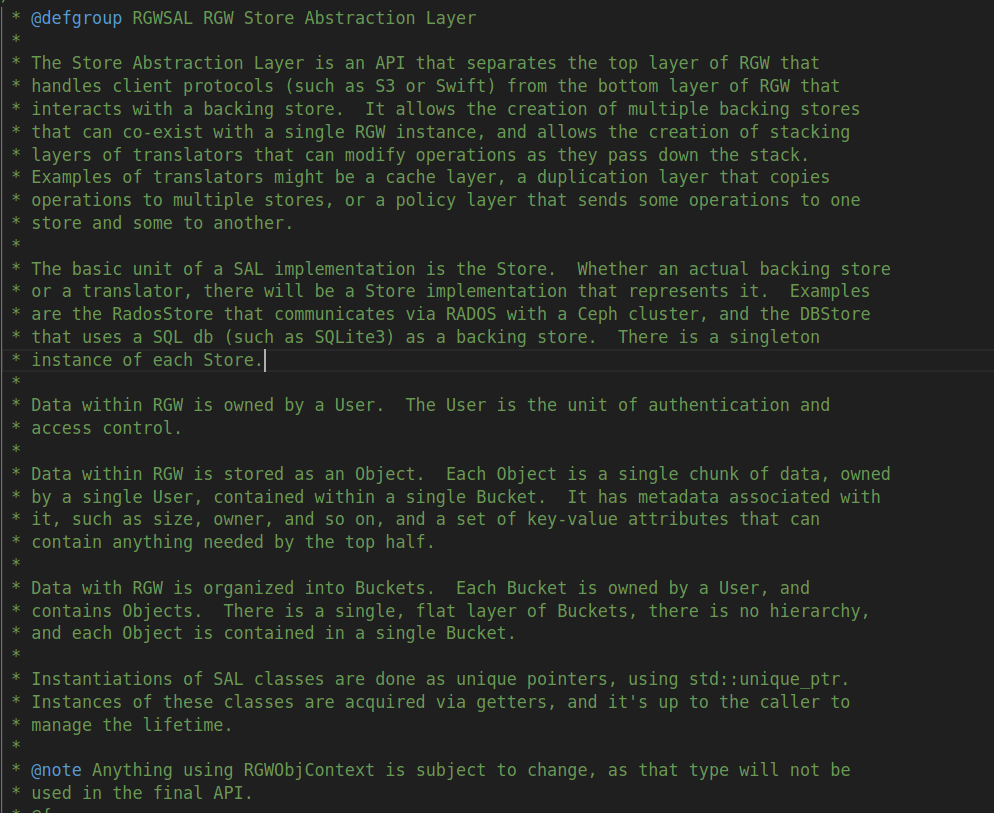 * @defgroup RGWSAL RGW Store Abstraction Layer
*
* The Store Abstraction Layer is an API that separates the top layer of RGW that
* handles client protocols (such as S3 or Swift) from the bottom layer of RGW that
* interacts with a backing store.  It allows the creation of multiple backing stores
* that can co-exist with a single RGW instance, and allows the creation of stacking
* layers of translators that can modify operations as they pass down the stack.
* Examples of translators might be a cache layer, a duplication layer that copies
* operations to multiple stores, or a policy layer that sends some operations to one
* store and some to another.
*
* The basic unit of a SAL implementation is the Store.  Whether an actual backing store
* or a translator, there will be a Store implementation that represents it.  Examples
* are the RadosStore that communicates via RADOS with a Ceph cluster, and the DBStore
* that uses a SQL db (such as SQLite3) as a backing store.  There is a singleton
* instance of each Store.
*
* Data within RGW is owned by a User.  The User is the unit of authentication and
* access control.
*
* Data within RGW is stored as an Object.  Each Object is a single chunk of data, owned
* by a single User, contained within a single Bucket.  It has metadata associated with
* it, such as size, owner, and so on, and a set of key-value attributes that can
* contain anything needed by the top half.
*
* Data with RGW is organized into Buckets.  Each Bucket is owned by a User, and
* contains Objects.  There is a single, flat layer of Buckets, there is no hierarchy,
* and each Object is contained in a single Bucket.
*
* Instantiations of SAL classes are done as unique pointers, using std::unique_ptr.
* Instances of these classes are acquired via getters, and it's up to the caller to
* manage the lifetime.
*
* @note Anything using RGWObjContext is subject to change, as that type will not be
* used in the final API.